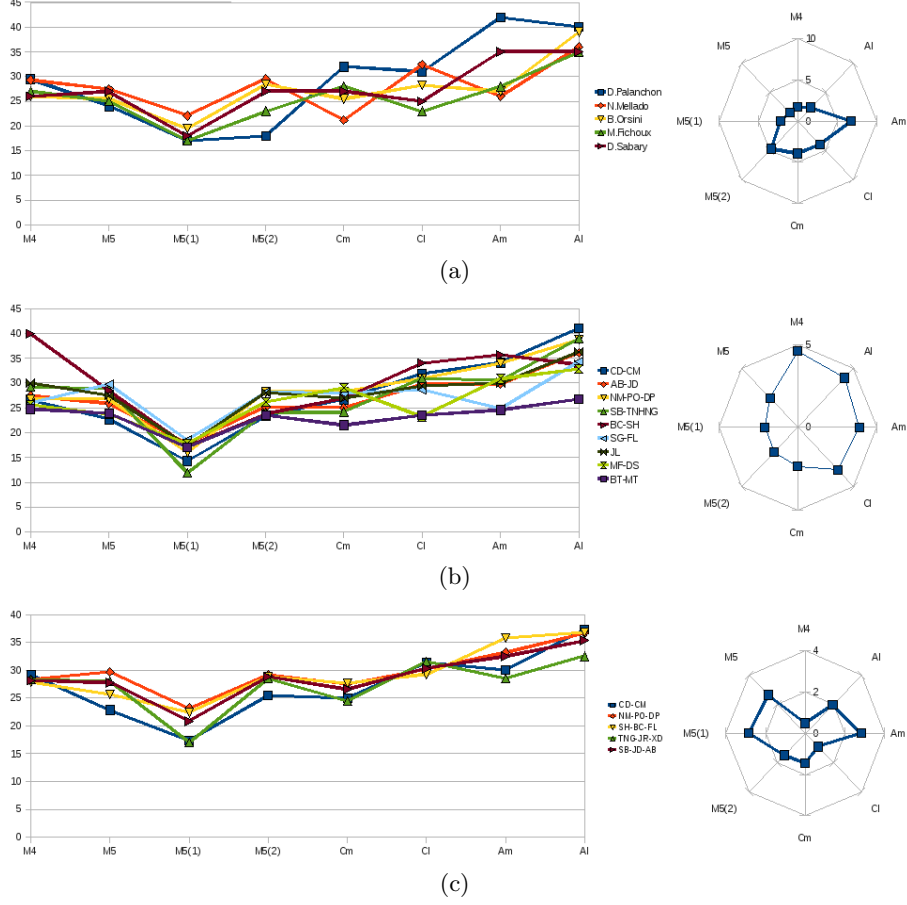 45
40
35
30
25
20
15
10
5
0
M4 M5 M5(1) M5(2) Cm Cl Am Al
D.Palanchon
N.Mellado
B.Orsini
M.Fichoux
D.Sabary
M4
M5 10 Al
5
M5(1) 0 Am
M5(2) Cl
Cm
(a)
45
40
35
30
25
20
15
10
5
0
M4 M5 M5(1) M5(2) Cm Cl Am Al
CD-CM
AB-JD
NM-PO-DP
SB-TNHNG
BC-SH
SG-FL
JL
MF-DS
BT-MT
M4
M5 5 Al
M5(1) 0 Am
M5(2) Cl
Cm
(b)
40
35
30
25
20
15
10
5
0
M4 M5 M5(1) M5(2) Cm Cl Am Al
CD-CM
NM-PO-DP
SH-BC-FL
TNG-JR-XD
SB-JD-AB
M4
M5 4 Al
2
M5(1) 0 Am
M5(2) Cl
Cm
(c)